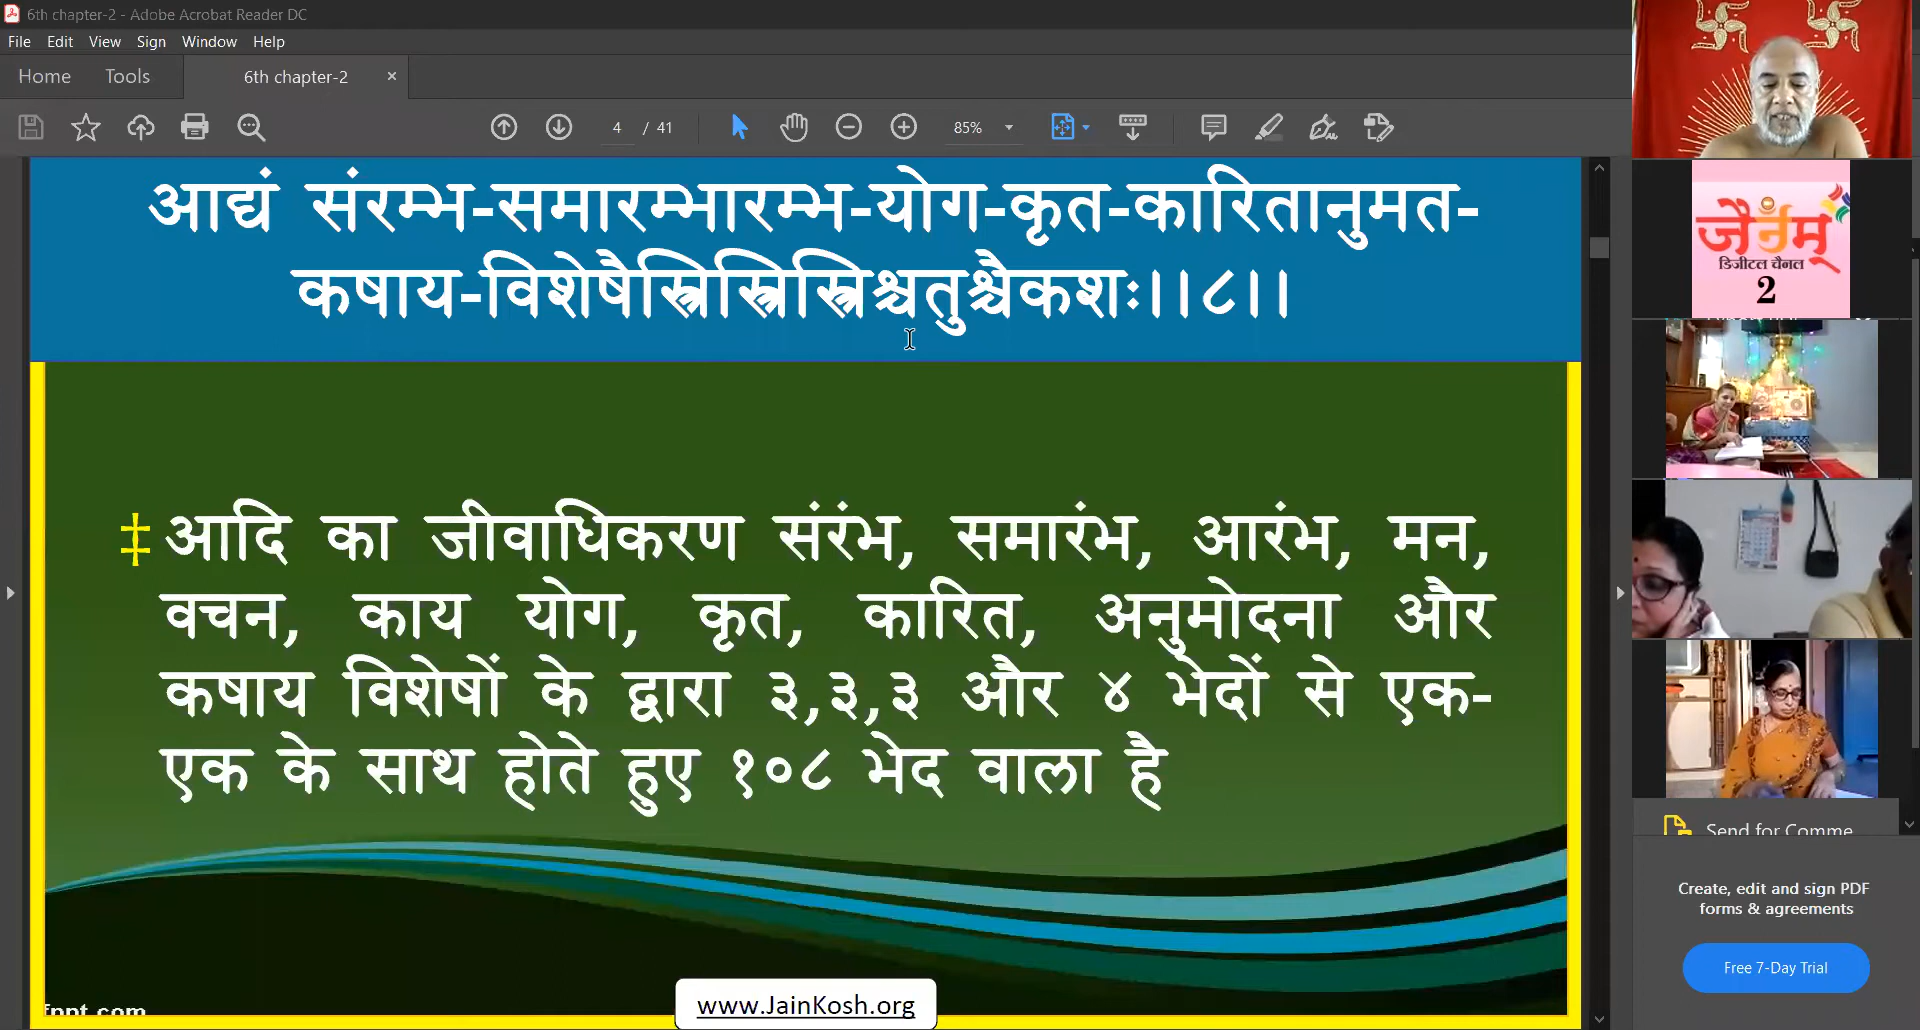 6th chapter-2 - Adobe Acrobat Reader DC
File Edit View Sign Window Help
Home Tools 6th chapter-2 ×
4 / 41 85%
आद्यं संरम्भ-समारम्भारम्भ-योग-कृत-कारितानुमत-
कषाय-विशेषैस्त्रिस्त्रिस्त्रिश्चतुश्चैकशः।।८।।
‡ आदि का जीवाधिकरण संरंभ, समारंभ, आरंभ, मन,
वचन, काय योग, कृत, कारित, अनुमोदना और
कषाय विशेषों के द्वारा ३,३,३ और ४ भेदों से एक-
एक के साथ होते हुए १०८ भेद वाला है
fppt.com
www.JainKosh.org
जैनम्
डिजीटल चैनल
2
Send for Comme
Create, edit and sign PDF
forms & agreements
Free 7-Day Trial